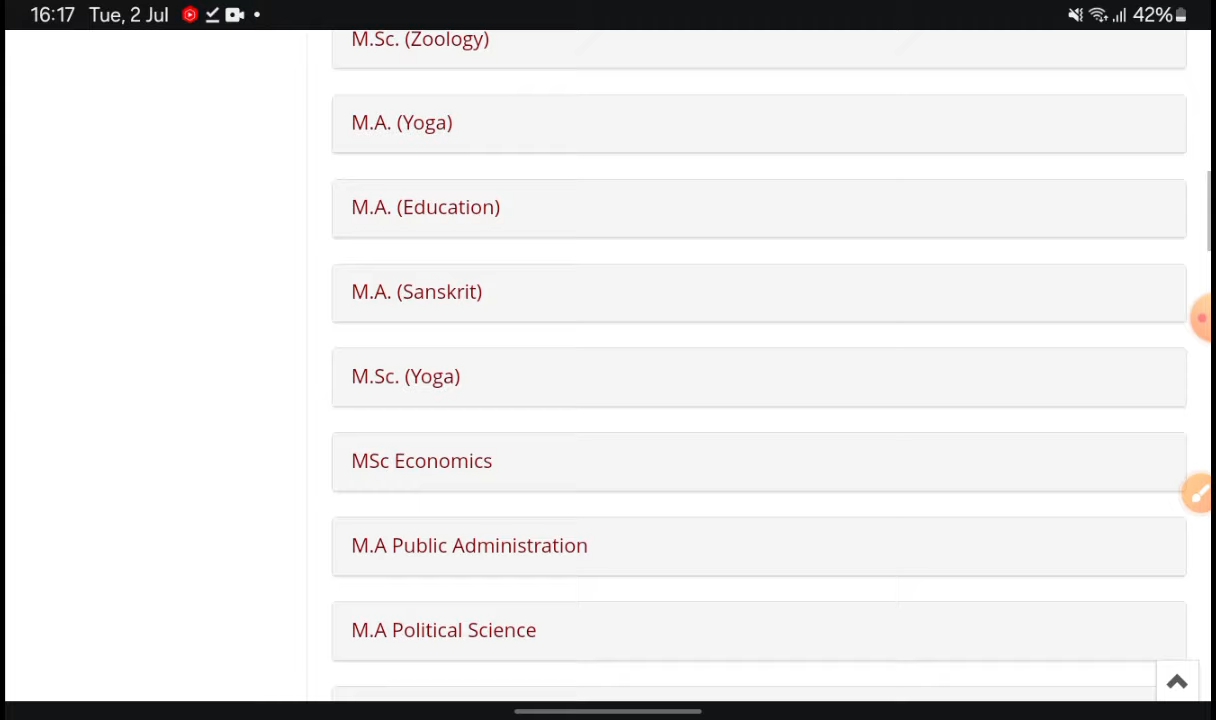 16:17 Tue, 2 Jul 42%
M.Sc. (Zoology)
M.A. (Yoga)
M.A. (Education)
M.A. (Sanskrit)
M.Sc. (Yoga)
MSc Economics
M.A Public Administration
M.A Political Science